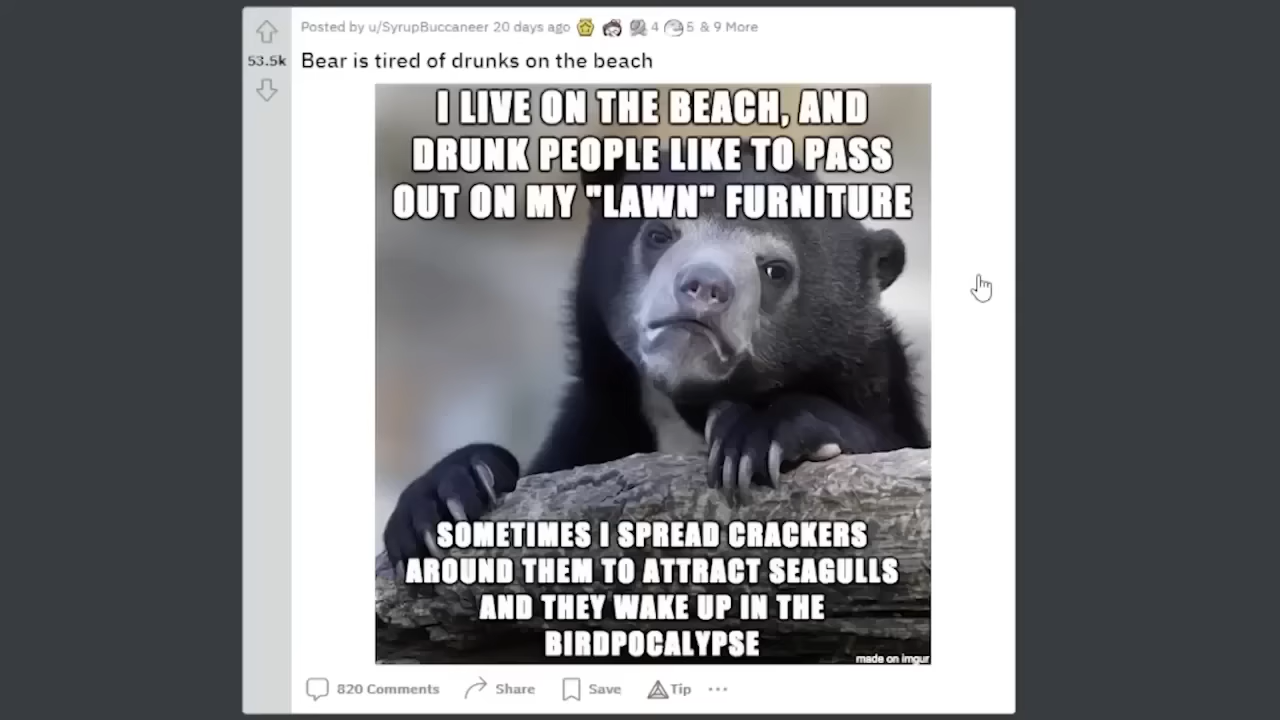 Posted by u/SyrupBuccaneer 20 days ago 4 5 & 9 More
53.5k
Bear is tired of drunks on the beach
I LIVE ON THE BEACH, AND
DRUNK PEOPLE LIKE TO PASS
OUT ON MY "LAWN" FURNITURE
SOMETIMES I SPREAD CRACKERS
AROUND THEM TO ATTRACT SEAGULLS
AND THEY WAKE UP IN THE
BIRDPOCALYPSE
made on imgur
820 Comments Share Save Tip ...